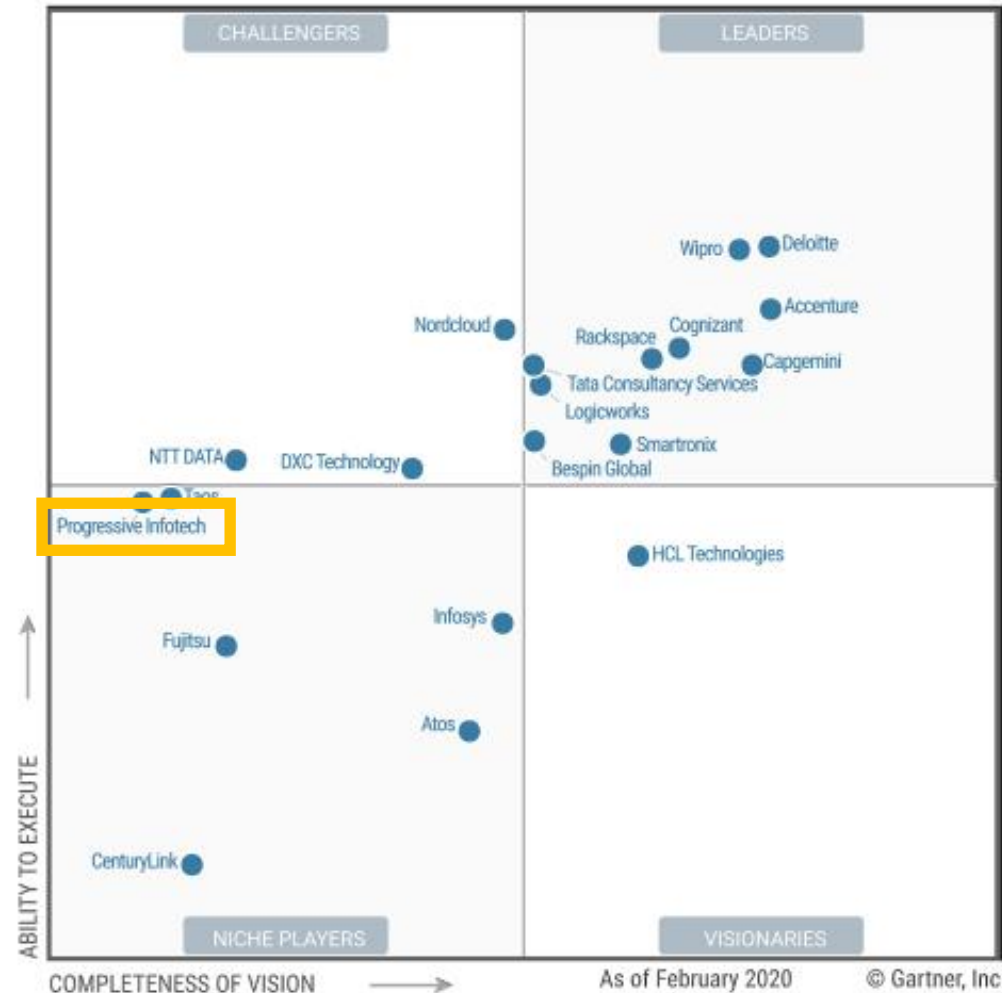 CHALLENGERS
LEADERS
Wipro
Deloitte
Accenture
Nordcloud
Cognizant
Rackspace
Capgemini
Tata Consultancy Services
Logicworks
Smartronix
Bespin Global
NTT DATA
DXC Technology
Taos
Progressive Infotech
HCL Technologies
Infosys
Fujitsu
Atos
CenturyLink
ABILITY TO EXECUTE
NICHE PLAYERS
VISIONARIES
COMPLETENESS OF VISION
As of February 2020
© Gartner, Inc